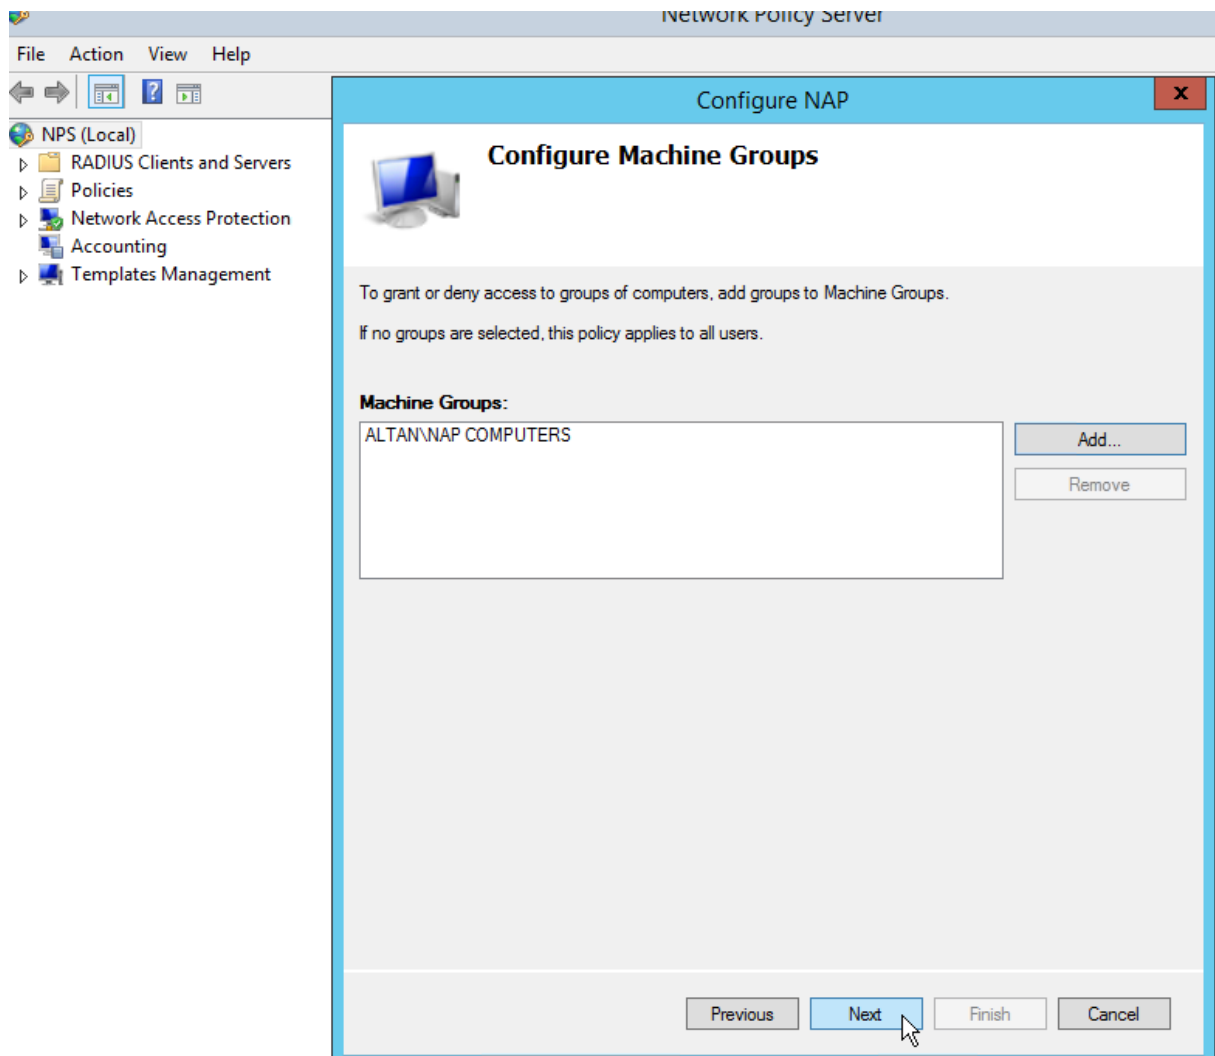 Network Policy Server
File Action View Help
NPS (Local)
RADIUS Clients and Servers
Policies
Network Access Protection
Accounting
Templates Management
Configure NAP
x
Configure Machine Groups
To grant or deny access to groups of computers, add groups to Machine Groups.
If no groups are selected, this policy applies to all users.
Machine Groups:
ALTAN\NAP COMPUTERS
Add...
Remove
Previous Next Finish Cancel